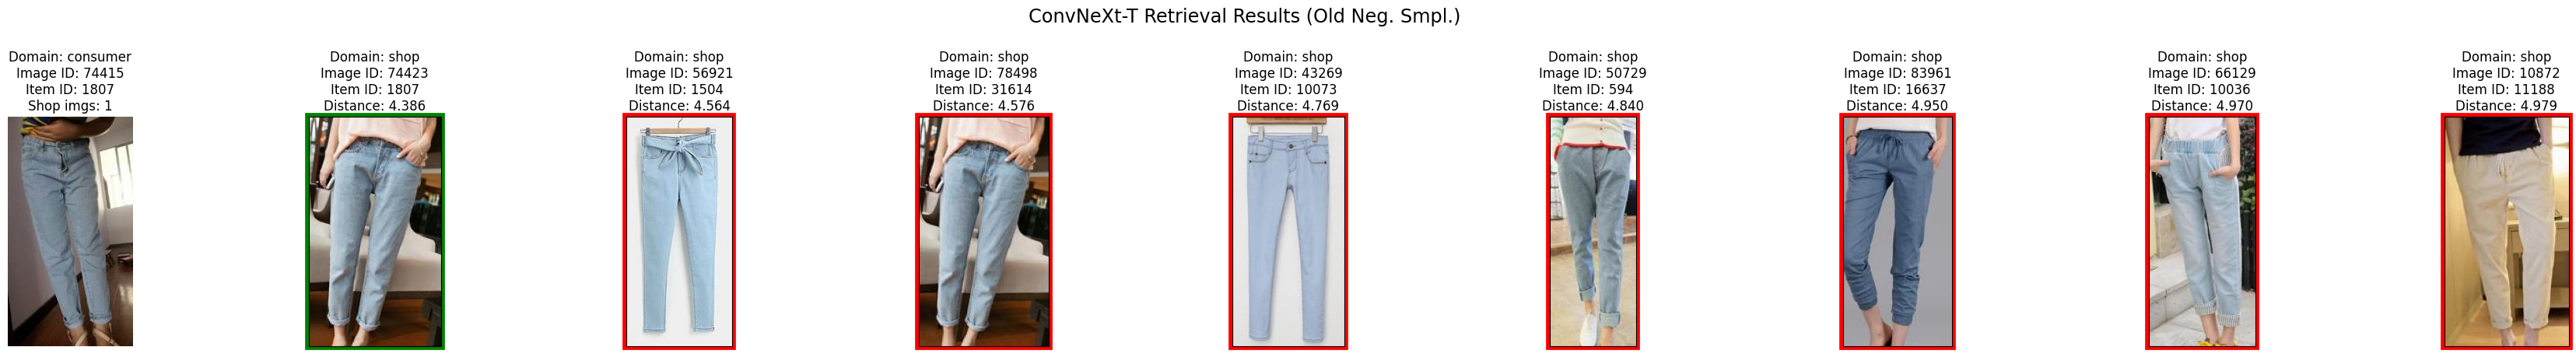 ConvNeXt-T Retrieval Results (Old Neg. Smpl.)
Domain: consumer
Image ID: 74415
Item ID: 1807
Shop imgs: 1
Domain: shop
Image ID: 74423
Item ID: 1807
Distance: 4.386
Domain: shop
Image ID: 56921
Item ID: 1504
Distance: 4.564
Domain: shop
Image ID: 78498
Item ID: 31614
Distance: 4.576
Domain: shop
Image ID: 43269
Item ID: 10073
Distance: 4.769
Domain: shop
Image ID: 50729
Item ID: 594
Distance: 4.840
Domain: shop
Image ID: 83961
Item ID: 16637
Distance: 4.950
Domain: shop
Image ID: 66129
Item ID: 10036
Distance: 4.970
Domain: shop
Image ID: 10872
Item ID: 11188
Distance: 4.979